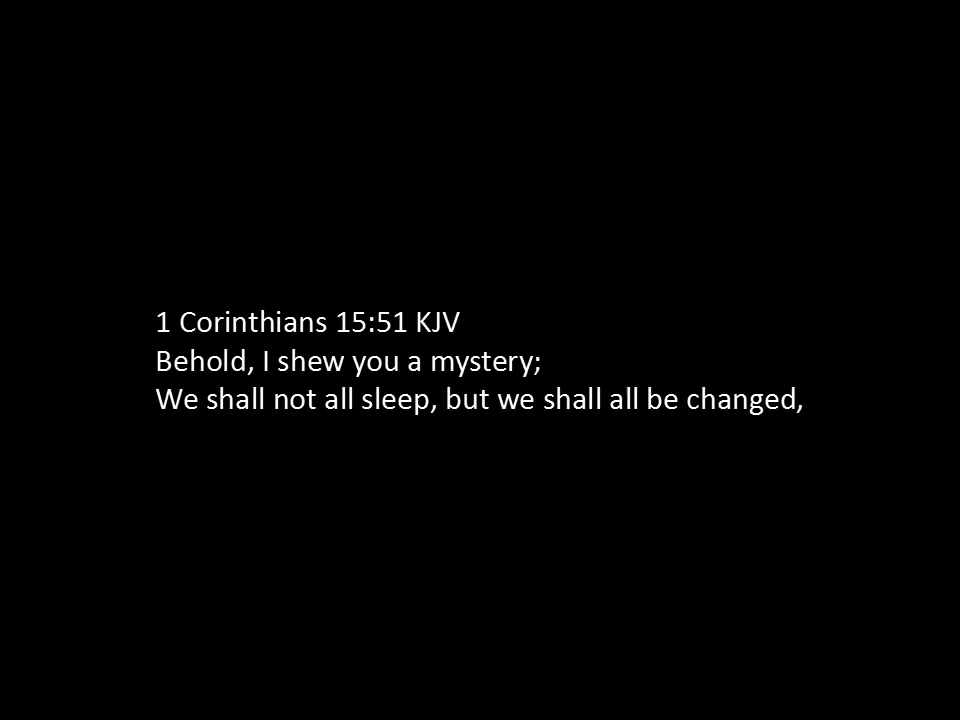 1 Corinthians 15:51 KJV
Behold, I shew you a mystery;
We shall not all sleep, but we shall all be changed,